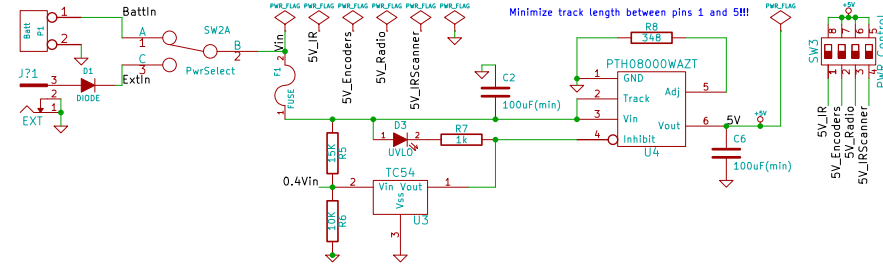 BattIn
Batt
P1
1
2
J?1
3
2
1
EXT
D1
DIODE
ExtIn
A
1
C
3
SW2A
B
2
PwrSelect
PWR_FLAG
PWR_FLAG
PWR_FLAG
PWR_FLAG
PWR_FLAG
PWR_FLAG
Vin
5V_IR
5V_Encoders
5V_Radio
5V_IRScanner
2
F1
FUSE
1
Minimize track length between pins 1 and 5!!!
PWR_FLAG
C2
100uF(min)
R8
348
PTH08000WAZT
1
GND
2
Track
3
Vin
4
Inhibit
Adj
5
Vout
6
U4
5V
+5V
C6
100uF(min)
15K
R5
D3
1
2
UVLO
R7
1k
0.4Vin
2
TC54
Vin Vout
Vss
1
3
U3
10K
R6
+5V
8
7
6
5
SW3
PWR_Control
1
2
3
4
5V_IR
5V_Encoders
5V_Radio
5V_IRScanner